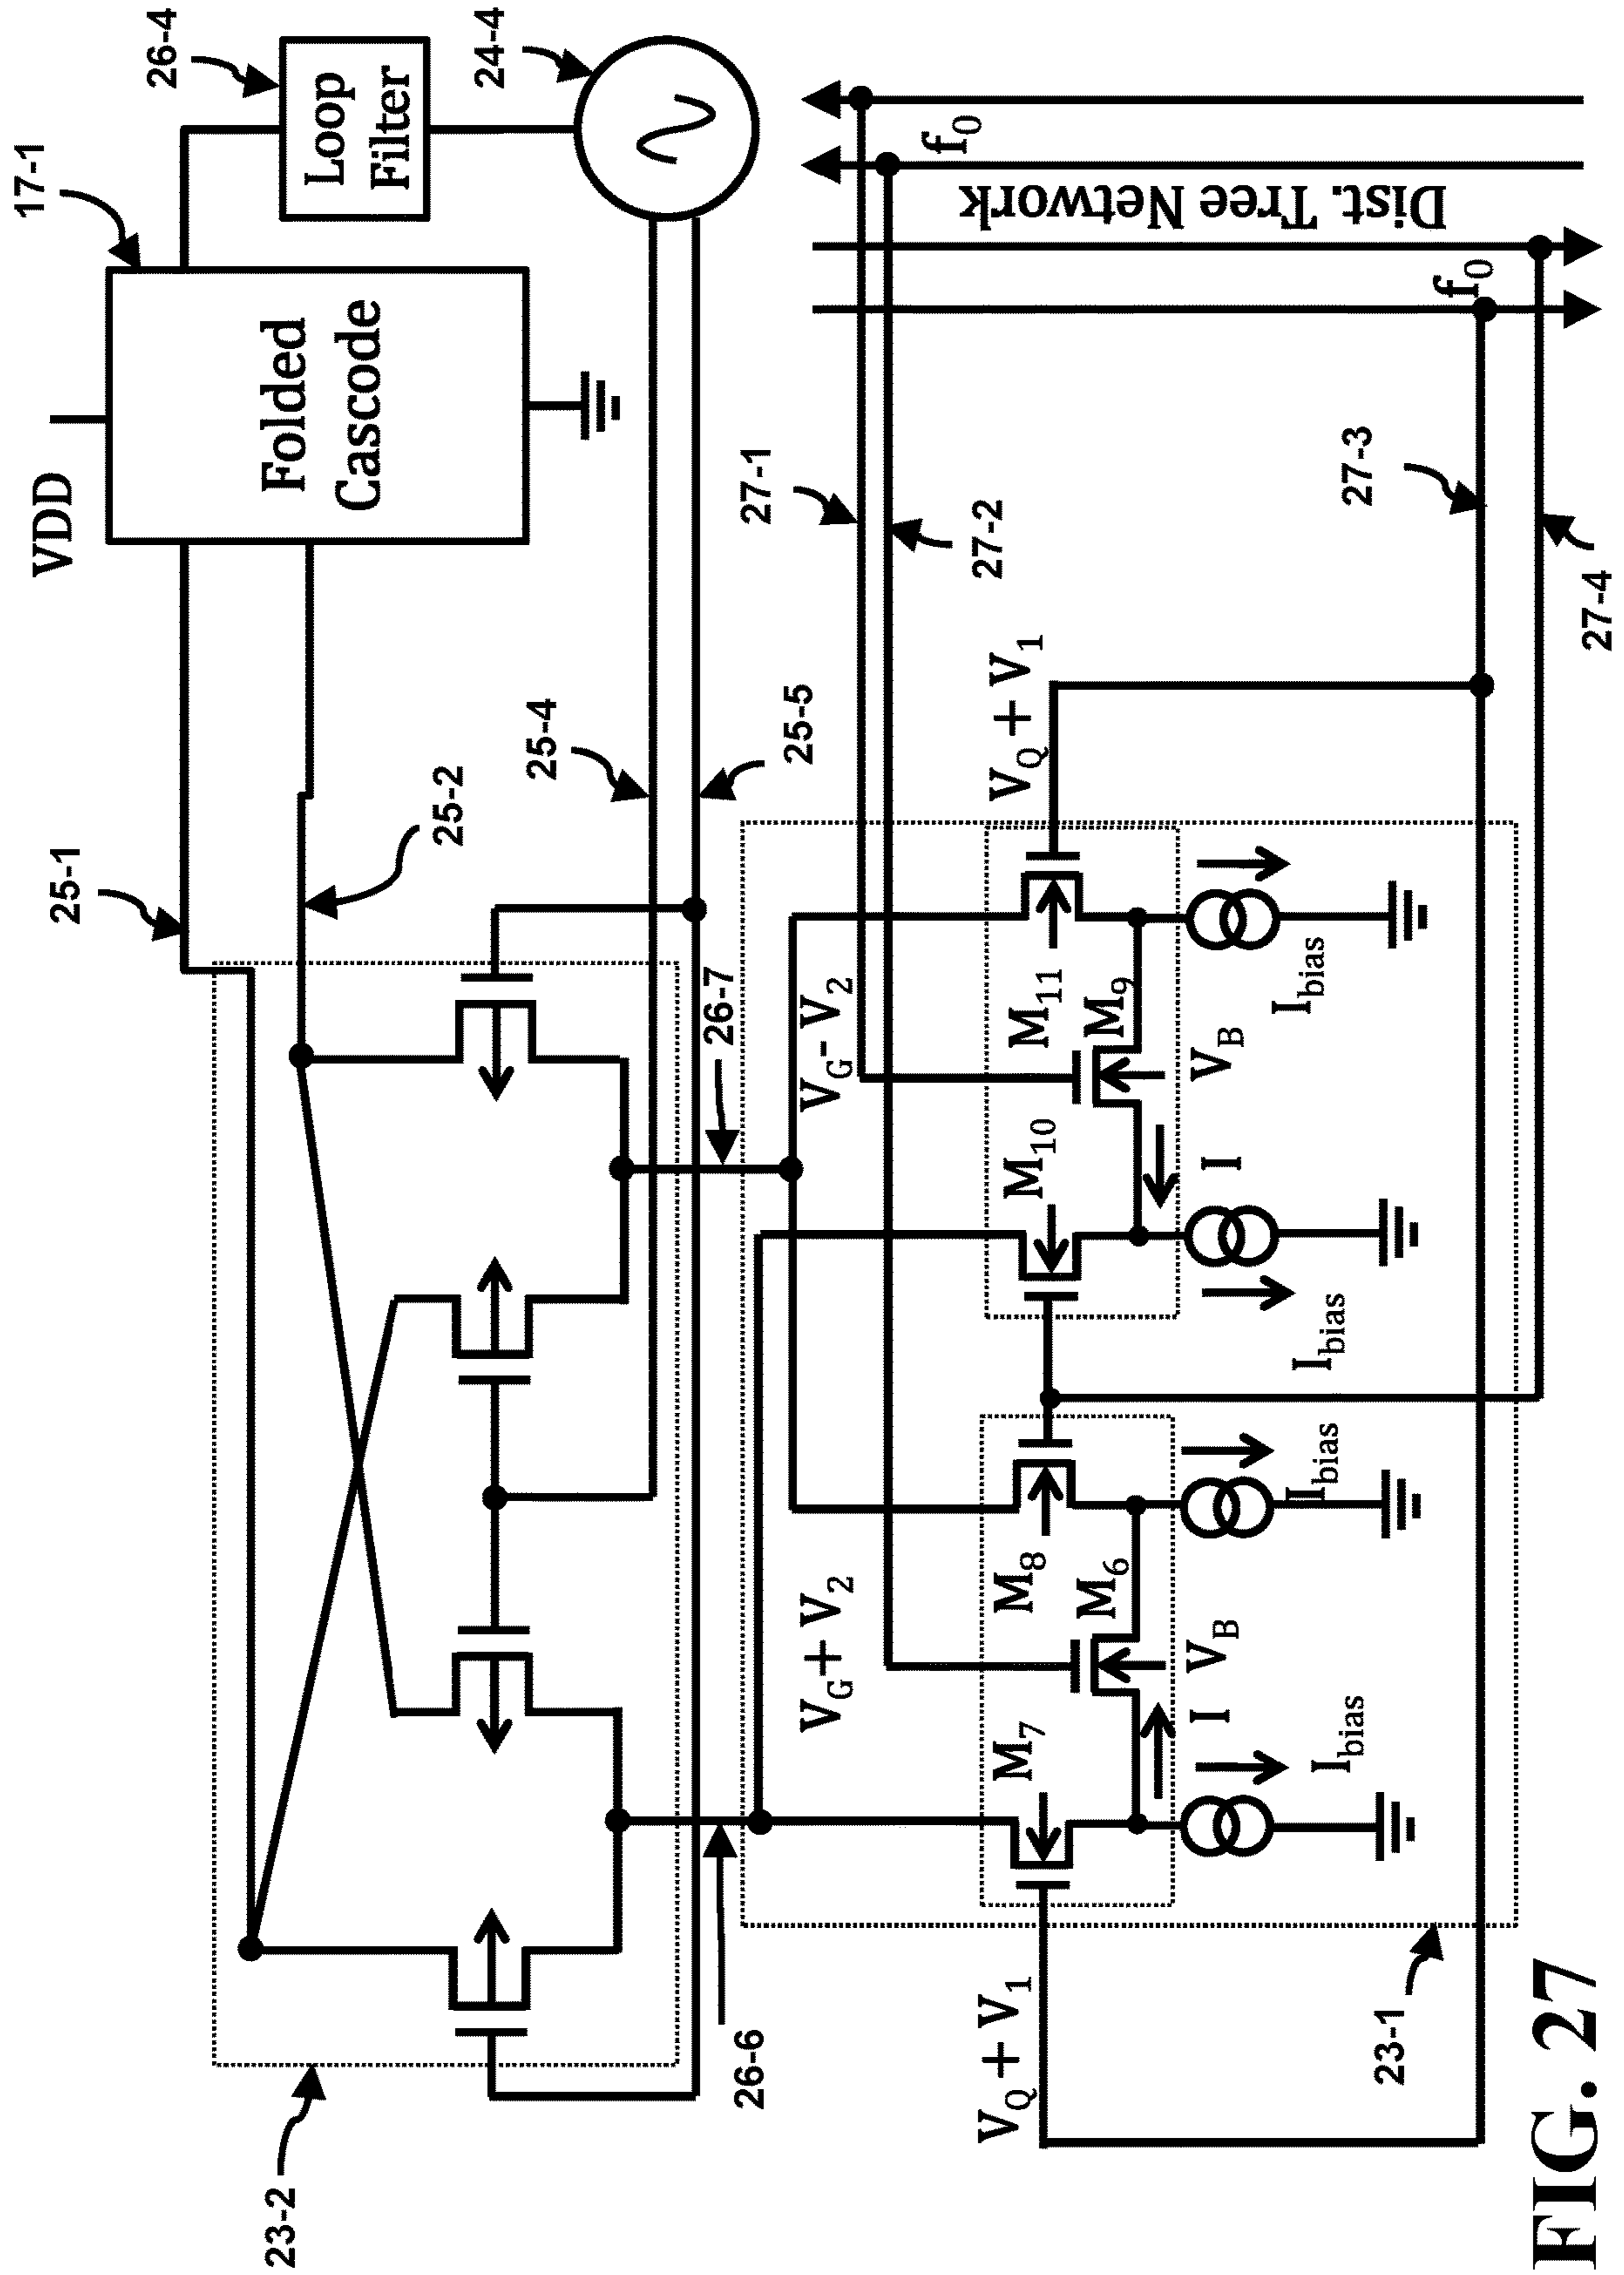 VDD
17-1
26-4
Folded
Cascode
Loop
Filter
24-4
25-1
25-2
25-4
25-5
23-2
26-6
26-7
27-1
27-2
f0
Dist. Tree Network
f0
27-3
27-4
VG+ V2
VG- V2
VQ+ V1
VQ+ V1
M7
M8
M6
M10
M11
M9
VB
VB
I
I
Ibias
Ibias
Ibias
Ibias
23-1
FIG. 27